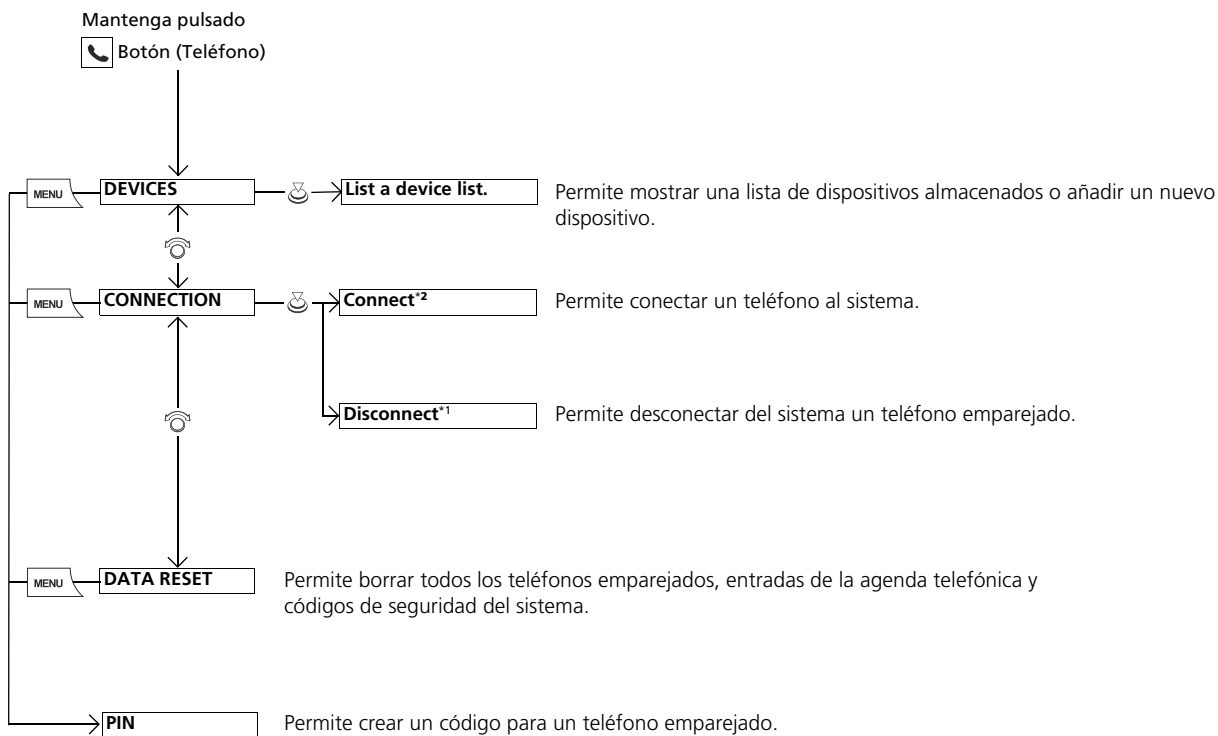 Mantenga pulsado
Botón (Teléfono)
MENU
DEVICES
List a device list.
Permite mostrar una lista de dispositivos almacenados o añadir un nuevo
dispositivo.
MENU
CONNECTION
Connect*2
Permite conectar un teléfono al sistema.
Disconnect*1
Permite desconectar del sistema un teléfono emparejado.
MENU
DATA RESET
Permite borrar todos los teléfonos emparejados, entradas de la agenda telefónica y
códigos de seguridad del sistema.
PIN
Permite crear un código para un teléfono emparejado.